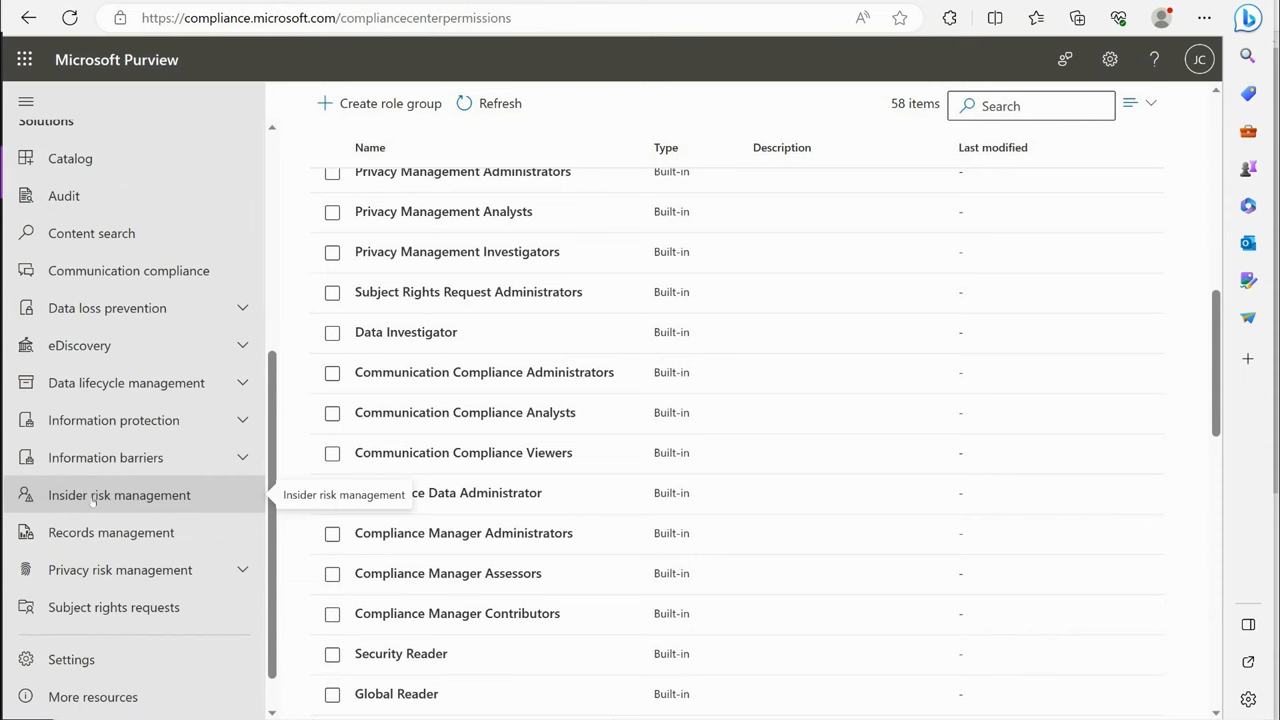 https://compliance.microsoft.com/compliancecenterpermissions
Microsoft Purview
JC
Solutions
Catalog
Audit
Content search
Communication compliance
Data loss prevention
eDiscovery
Data lifecycle management
Information protection
Information barriers
Insider risk management
Records management
Privacy risk management
Subject rights requests
Settings
More resources
Insider risk management
Create role group Refresh 58 items Search
Name Type Description Last modified
Privacy Management Administrators Built-in -
Privacy Management Analysts Built-in -
Privacy Management Investigators Built-in -
Subject Rights Request Administrators Built-in -
Data Investigator Built-in -
Communication Compliance Administrators Built-in -
Communication Compliance Analysts Built-in -
Communication Compliance Viewers Built-in -
ce Data Administrator Built-in -
Compliance Manager Administrators Built-in -
Compliance Manager Assessors Built-in -
Compliance Manager Contributors Built-in -
Security Reader Built-in -
Global Reader Built-in -